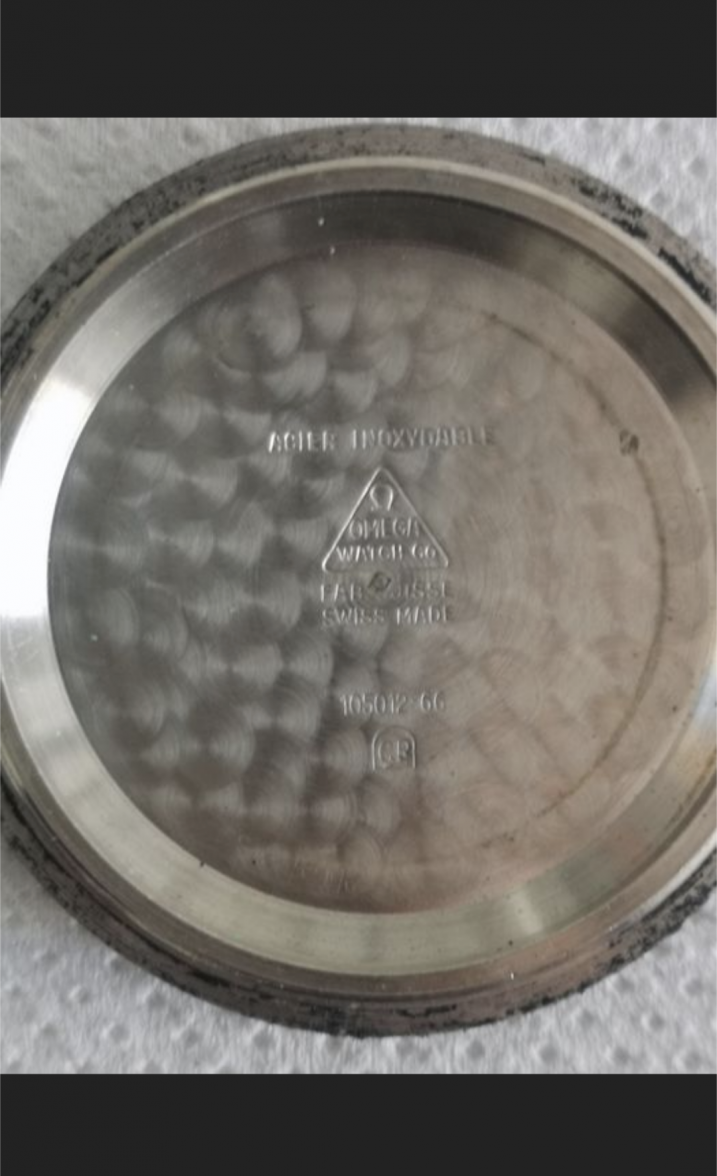 ACIER INOXYDABLE
Ω
OMEGA
WATCH CO
FAB. SUISSE
SWISS MADE
105012-66
CB